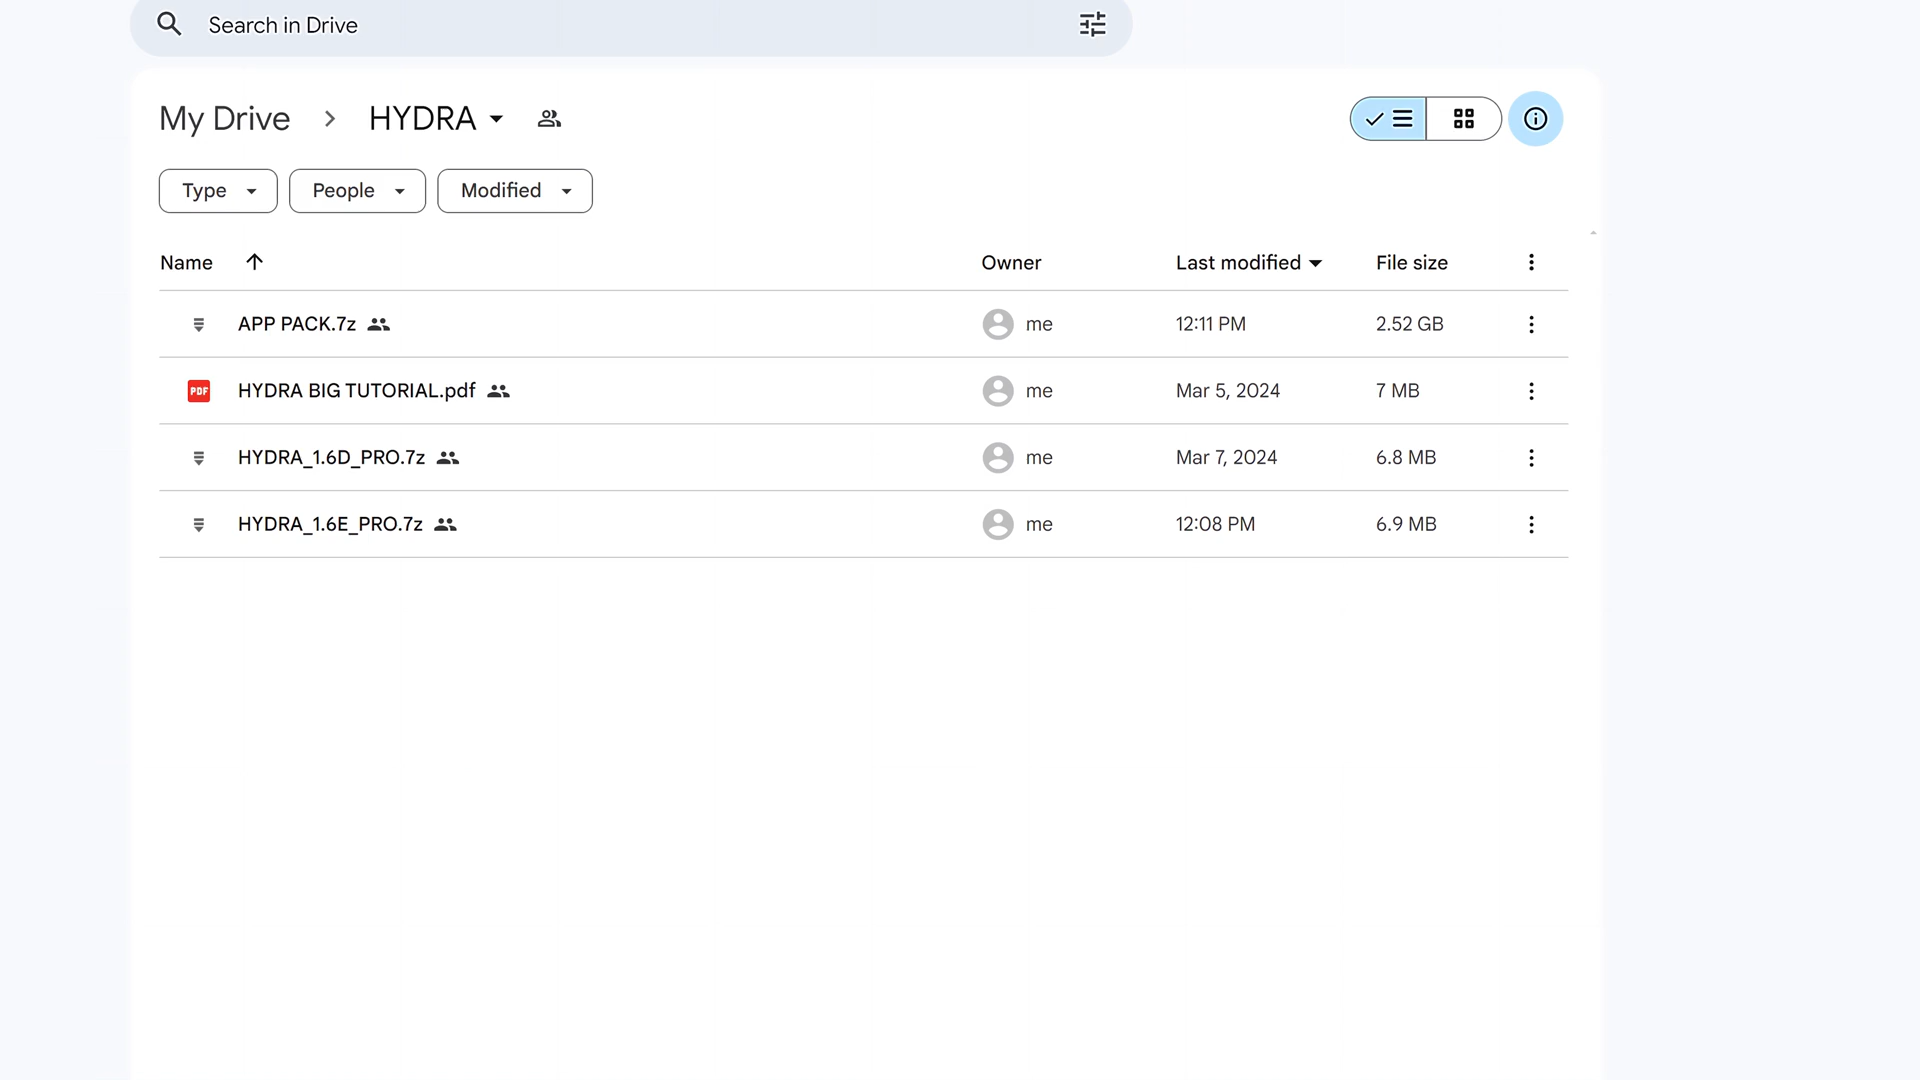 Search in Drive
My Drive > HYDRA
Type People Modified
Name Owner Last modified File size
APP PACK.7z me 12:11 PM 2.52 GB
PDF HYDRA BIG TUTORIAL.pdf me Mar 5, 2024 7 MB
HYDRA_1.6D_PRO.7z me Mar 7, 2024 6.8 MB
HYDRA_1.6E_PRO.7z me 12:08 PM 6.9 MB